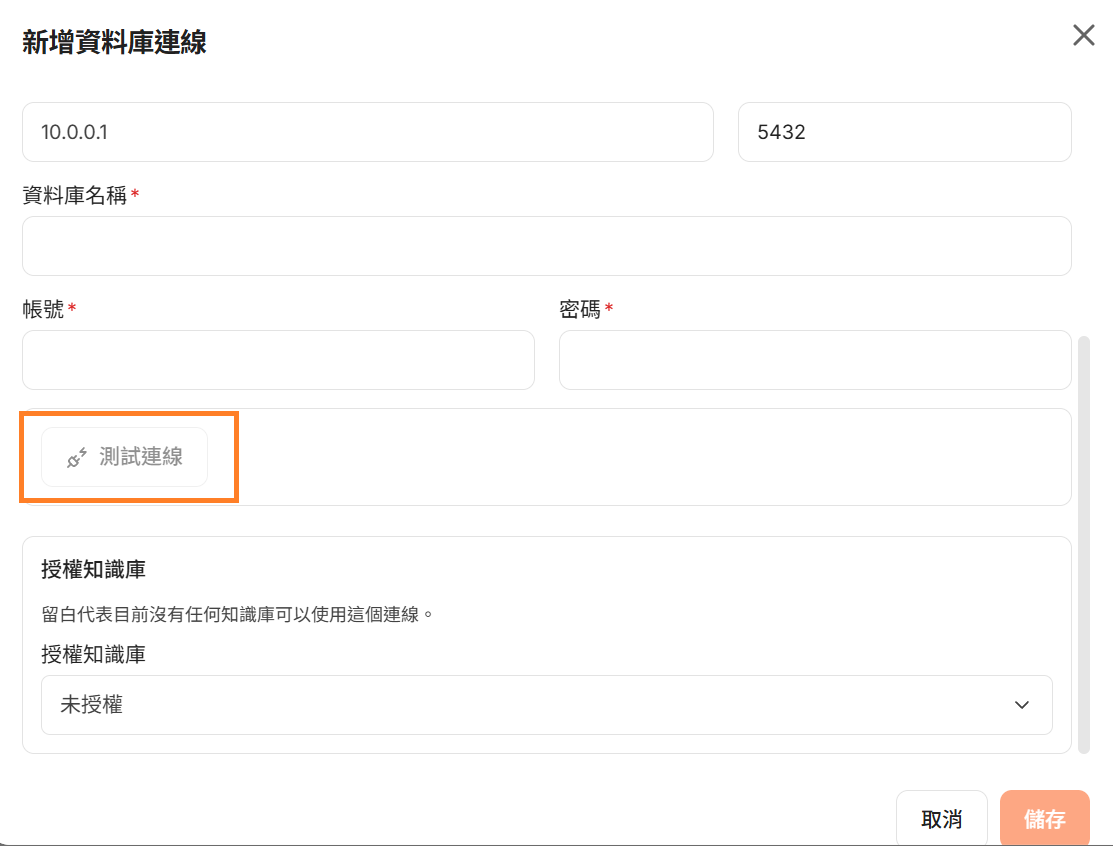 新增資料庫連線
10.0.0.1 5432
資料庫名稱*
帳號* 密碼*
測試連線
授權知識庫
留白代表目前沒有任何知識庫可以使用這個連線。
授權知識庫
未授權
取消 儲存